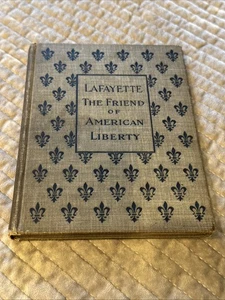 LAFAYETTE
THE FRIEND
OF
AMERICAN
LIBERTY